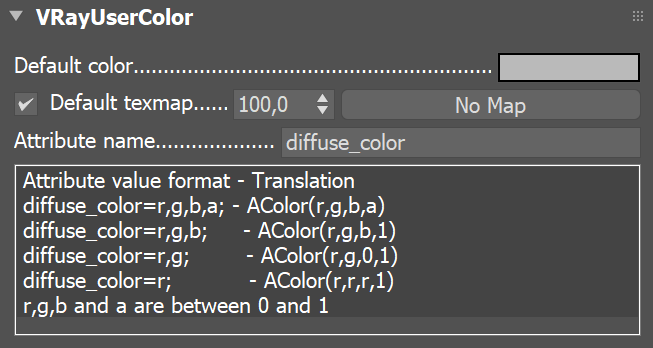 VRayUserColor
Default color.......................................................
Default texmap...... 100,0 No Map
Attribute name..................... diffuse_color
Attribute value format - Translation
diffuse_color=r,g,b,a; - AColor(r,g,b,a)
diffuse_color=r,g,b; - AColor(r,g,b,1)
diffuse_color=r,g; - AColor(r,g,0,1)
diffuse_color=r; - AColor(r,r,r,1)
r,g,b and a are between 0 and 1